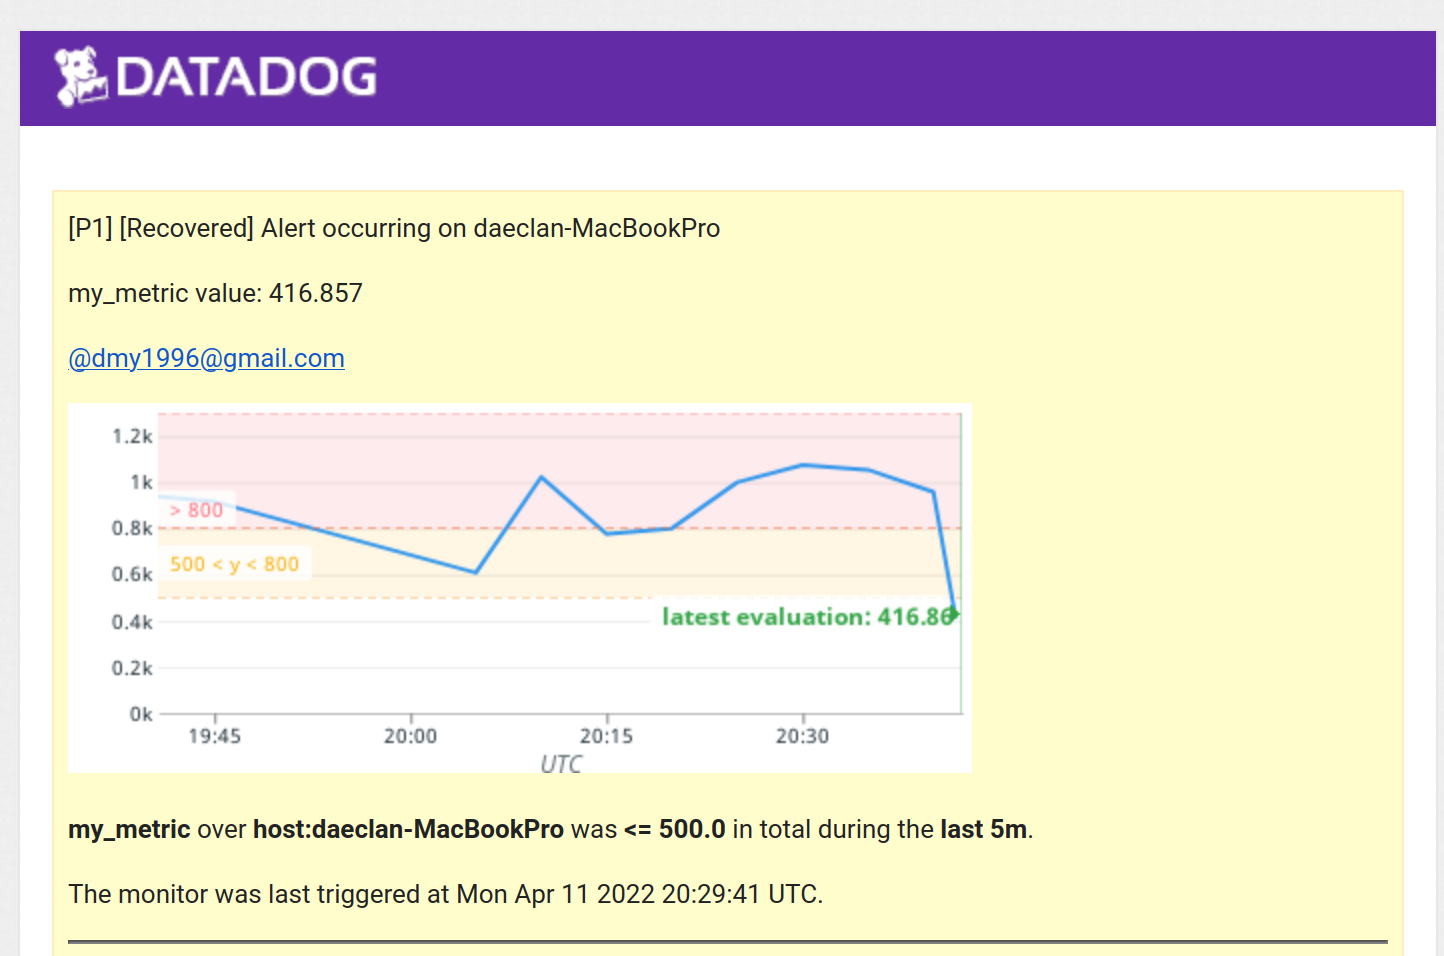 DATADOG
[P1] [Recovered] Alert occurring on daeclan-MacBookPro
my_metric value: 416.857
@dmy1996@gmail.com
1.2k
1k
> 800
0.8k
500 < y < 800
0.6k
latest evaluation: 416.86
0.4k
0.2k
0k
19:45 20:00 20:15 20:30
UTC
my_metric over host:daeclan-MacBookPro was <= 500.0 in total during the last 5m.
The monitor was last triggered at Mon Apr 11 2022 20:29:41 UTC.